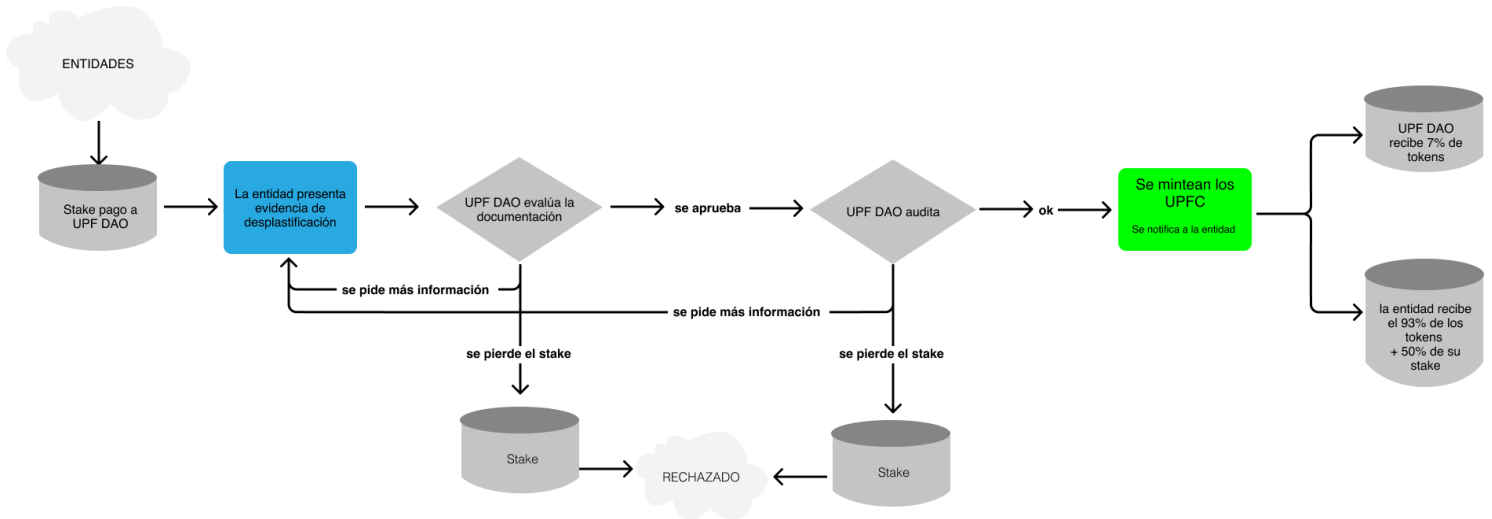 ENTIDADES
Stake pago a
UPF DAO
La entidad presenta
evidencia de
desplastificación
UPF DAO evalúa la
documentación
se aprueba
UPF DAO audita
ok
Se mintean los
UPFC
Se notifica a la entidad
UPF DAO
recibe 7% de
tokens
la entidad recibe
el 93% de los
tokens
+ 50% de su
stake
se pide más información
se pide más información
se pierde el stake
se pierde el stake
Stake
RECHAZADO
Stake